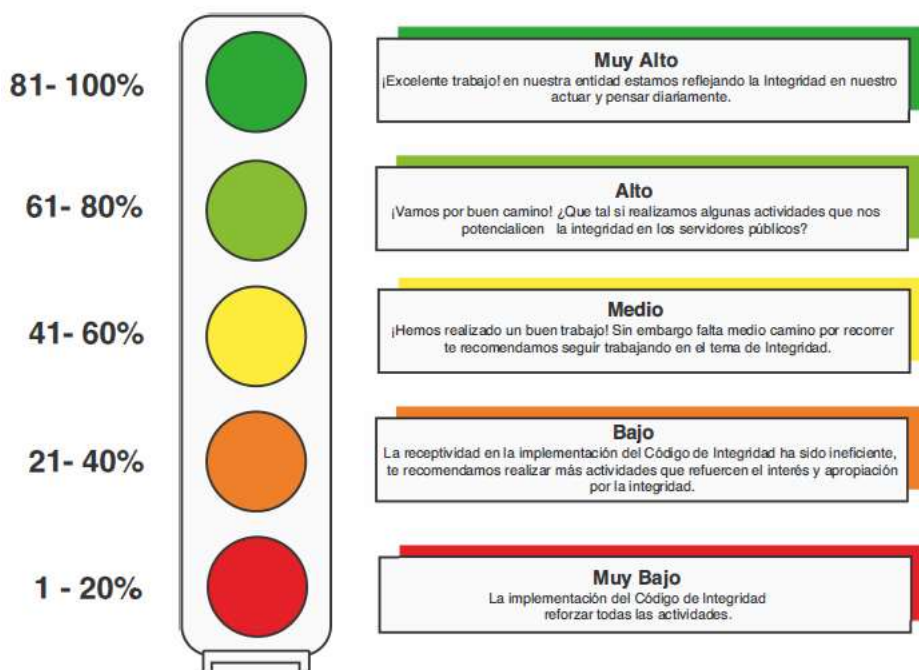 81- 100%
Muy Alto
¡Excelente trabajo! en nuestra entidad estamos reflejando la Integridad en nuestro
actuar y pensar diariamente.
61- 80%
Alto
¡Vamos por buen camino! ¿Que tal si realizamos algunas actividades que nos
potencialicen la integridad en los servidores públicos?
41- 60%
Medio
¡Hemos realizado un buen trabajo! Sin embargo falta medio camino por recorrer
te recomendamos seguir trabajando en el tema de Integridad.
21- 40%
Bajo
La receptividad en la implementación del Código de Integridad ha sido ineficiente,
te recomendamos realizar más actividades que refuercen el interés y apropiación
por la integridad.
1 - 20%
Muy Bajo
La implementación del Código de Integridad
reforzar todas las actividades.